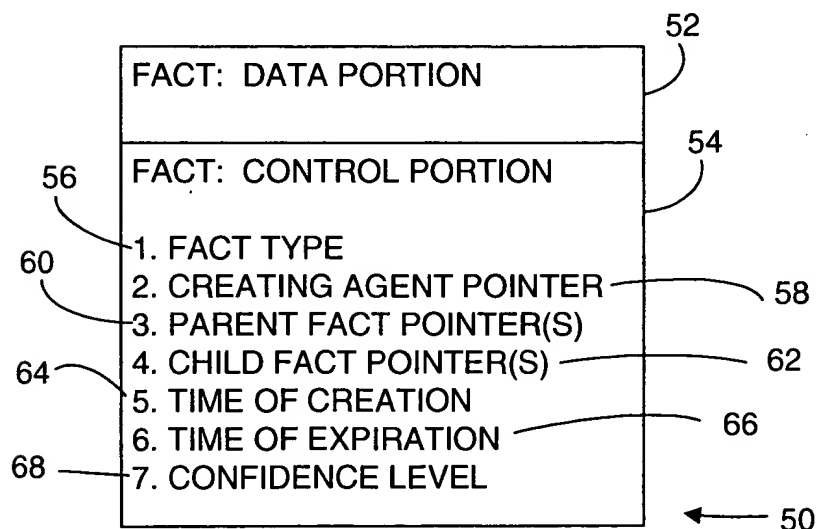 52
FACT: DATA PORTION
54
FACT: CONTROL PORTION
56
1. FACT TYPE
60
2. CREATING AGENT POINTER
58
3. PARENT FACT POINTER(S)
4. CHILD FACT POINTER(S)
62
64
5. TIME OF CREATION
6. TIME OF EXPIRATION
66
68
7. CONFIDENCE LEVEL
50